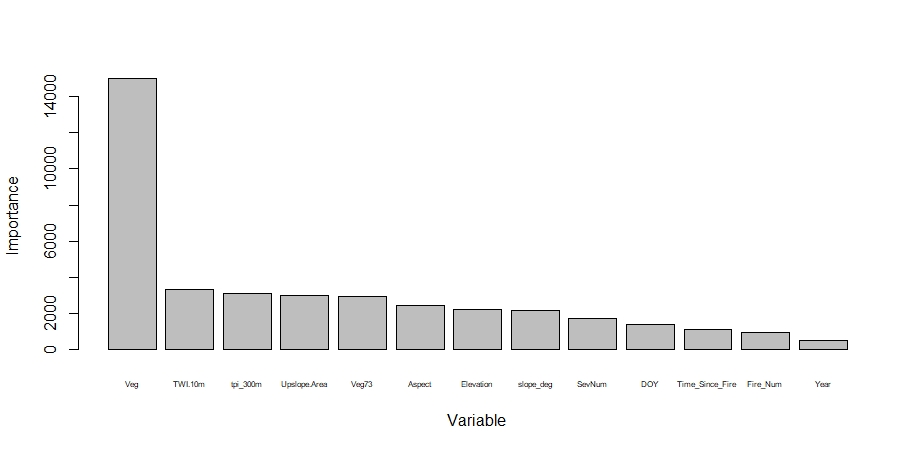 Importance
14000
10000
6000
2000
0
Veg TWI.10m tpi_300m Upslope.Area Veg73 Aspect Elevation slope_deg SevNum DOY Time_Since_Fire Fire_Num Year
Variable